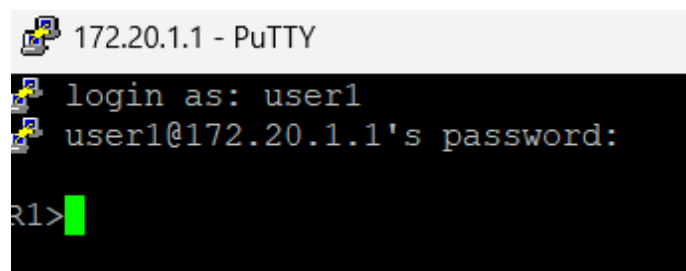 172.20.1.1 - PuTTY
login as: user1
user1@172.20.1.1's password:
R1>